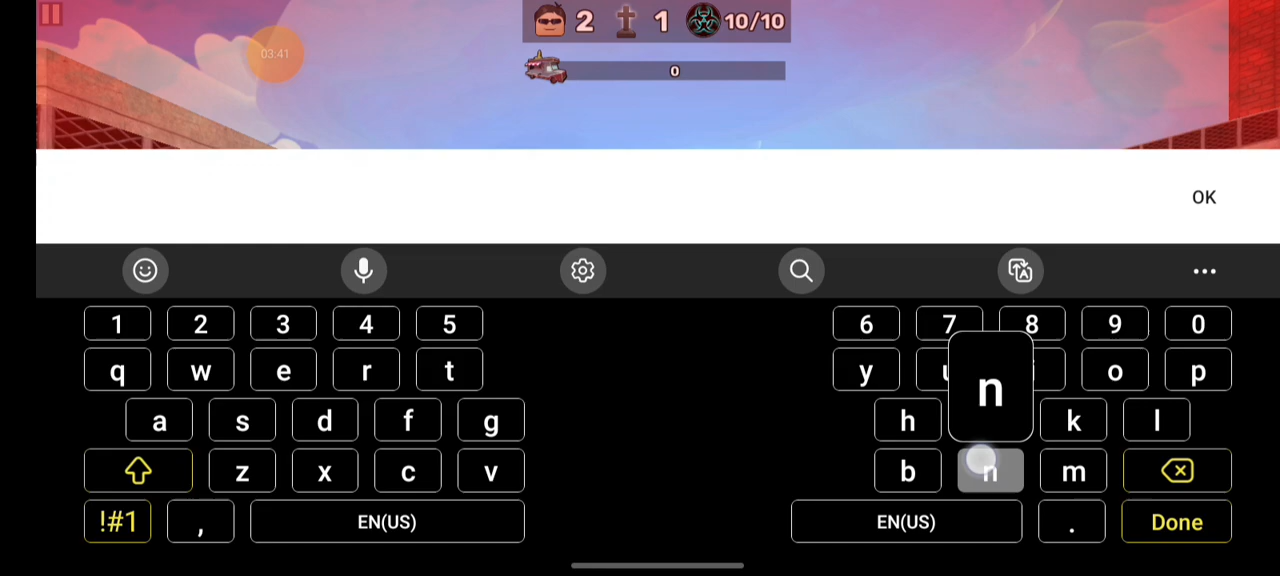 2 1 10/10
03:41
0
OK
1 2 3 4 5 6 7 8 9 0
q w e r t y u o p
n
a s d f g h k l
z x c v b n m
!#1 , EN(US) EN(US) . Done